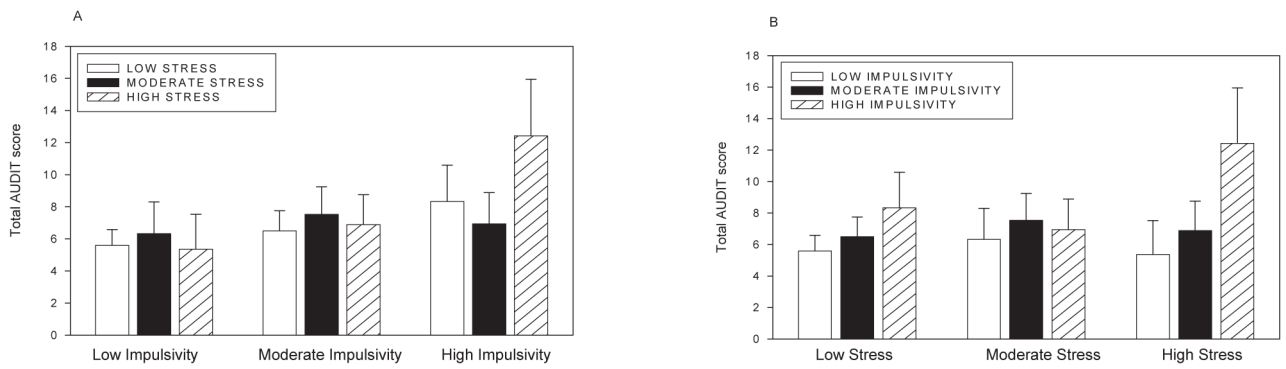 A
Total AUDIT score
18
16
14
12
10
8
6
4
2
0
LOW STRESS
MODERATE STRESS
HIGH STRESS
Low Impulsivity
Moderate Impulsivity
High Impulsivity
B
Total AUDIT score
18
16
14
12
10
8
6
4
2
0
LOW IMPULSIVITY
MODERATE IMPULSIVITY
HIGH IMPULSIVITY
Low Stress
Moderate Stress
High Stress